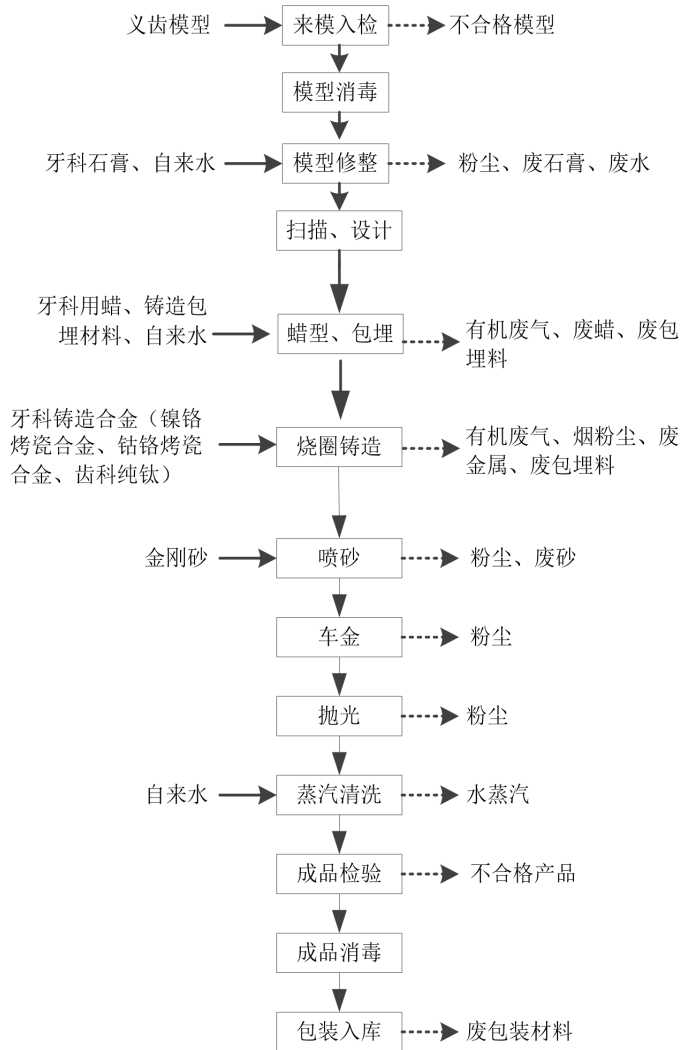 义齿模型
来模入检
不合格模型
模型消毒
牙科石膏、自来水
模型修整
粉尘、废石膏、废水
扫描、设计
牙科用蜡、铸造包
埋材料、自来水
蜡型、包埋
有机废气、废蜡、废包
埋料
牙科铸造合金（镍铬
烤瓷合金、钴铬烤瓷
合金、齿科纯钛）
烧圈铸造
有机废气、烟粉尘、废
金属、废包埋料
金刚砂
喷砂
粉尘、废砂
车金
粉尘
抛光
粉尘
自来水
蒸汽清洗
水蒸汽
成品检验
不合格产品
成品消毒
包装入库
废包装材料